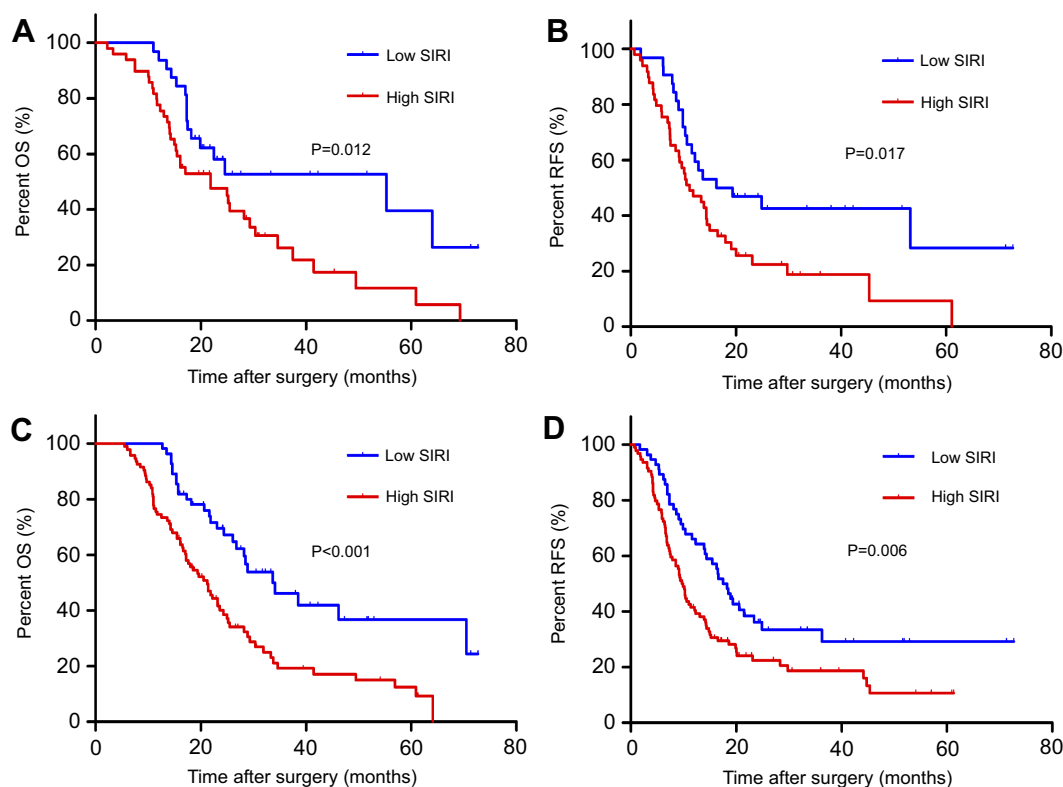 A
Percent OS (%)
100
80
60
40
20
0
0 20 40 60 80
Time after surgery (months)
Low SIRI
High SIRI
P=0.012
B
Percent RFS (%)
100
80
60
40
20
0
0 20 40 60 80
Time after surgery (months)
Low SIRI
High SIRI
P=0.017
C
Percent OS (%)
100
80
60
40
20
0
0 20 40 60 80
Time after surgery (months)
Low SIRI
High SIRI
P<0.001
D
Percent RFS (%)
100
80
60
40
20
0
0 20 40 60 80
Time after surgery (months)
Low SIRI
High SIRI
P=0.006